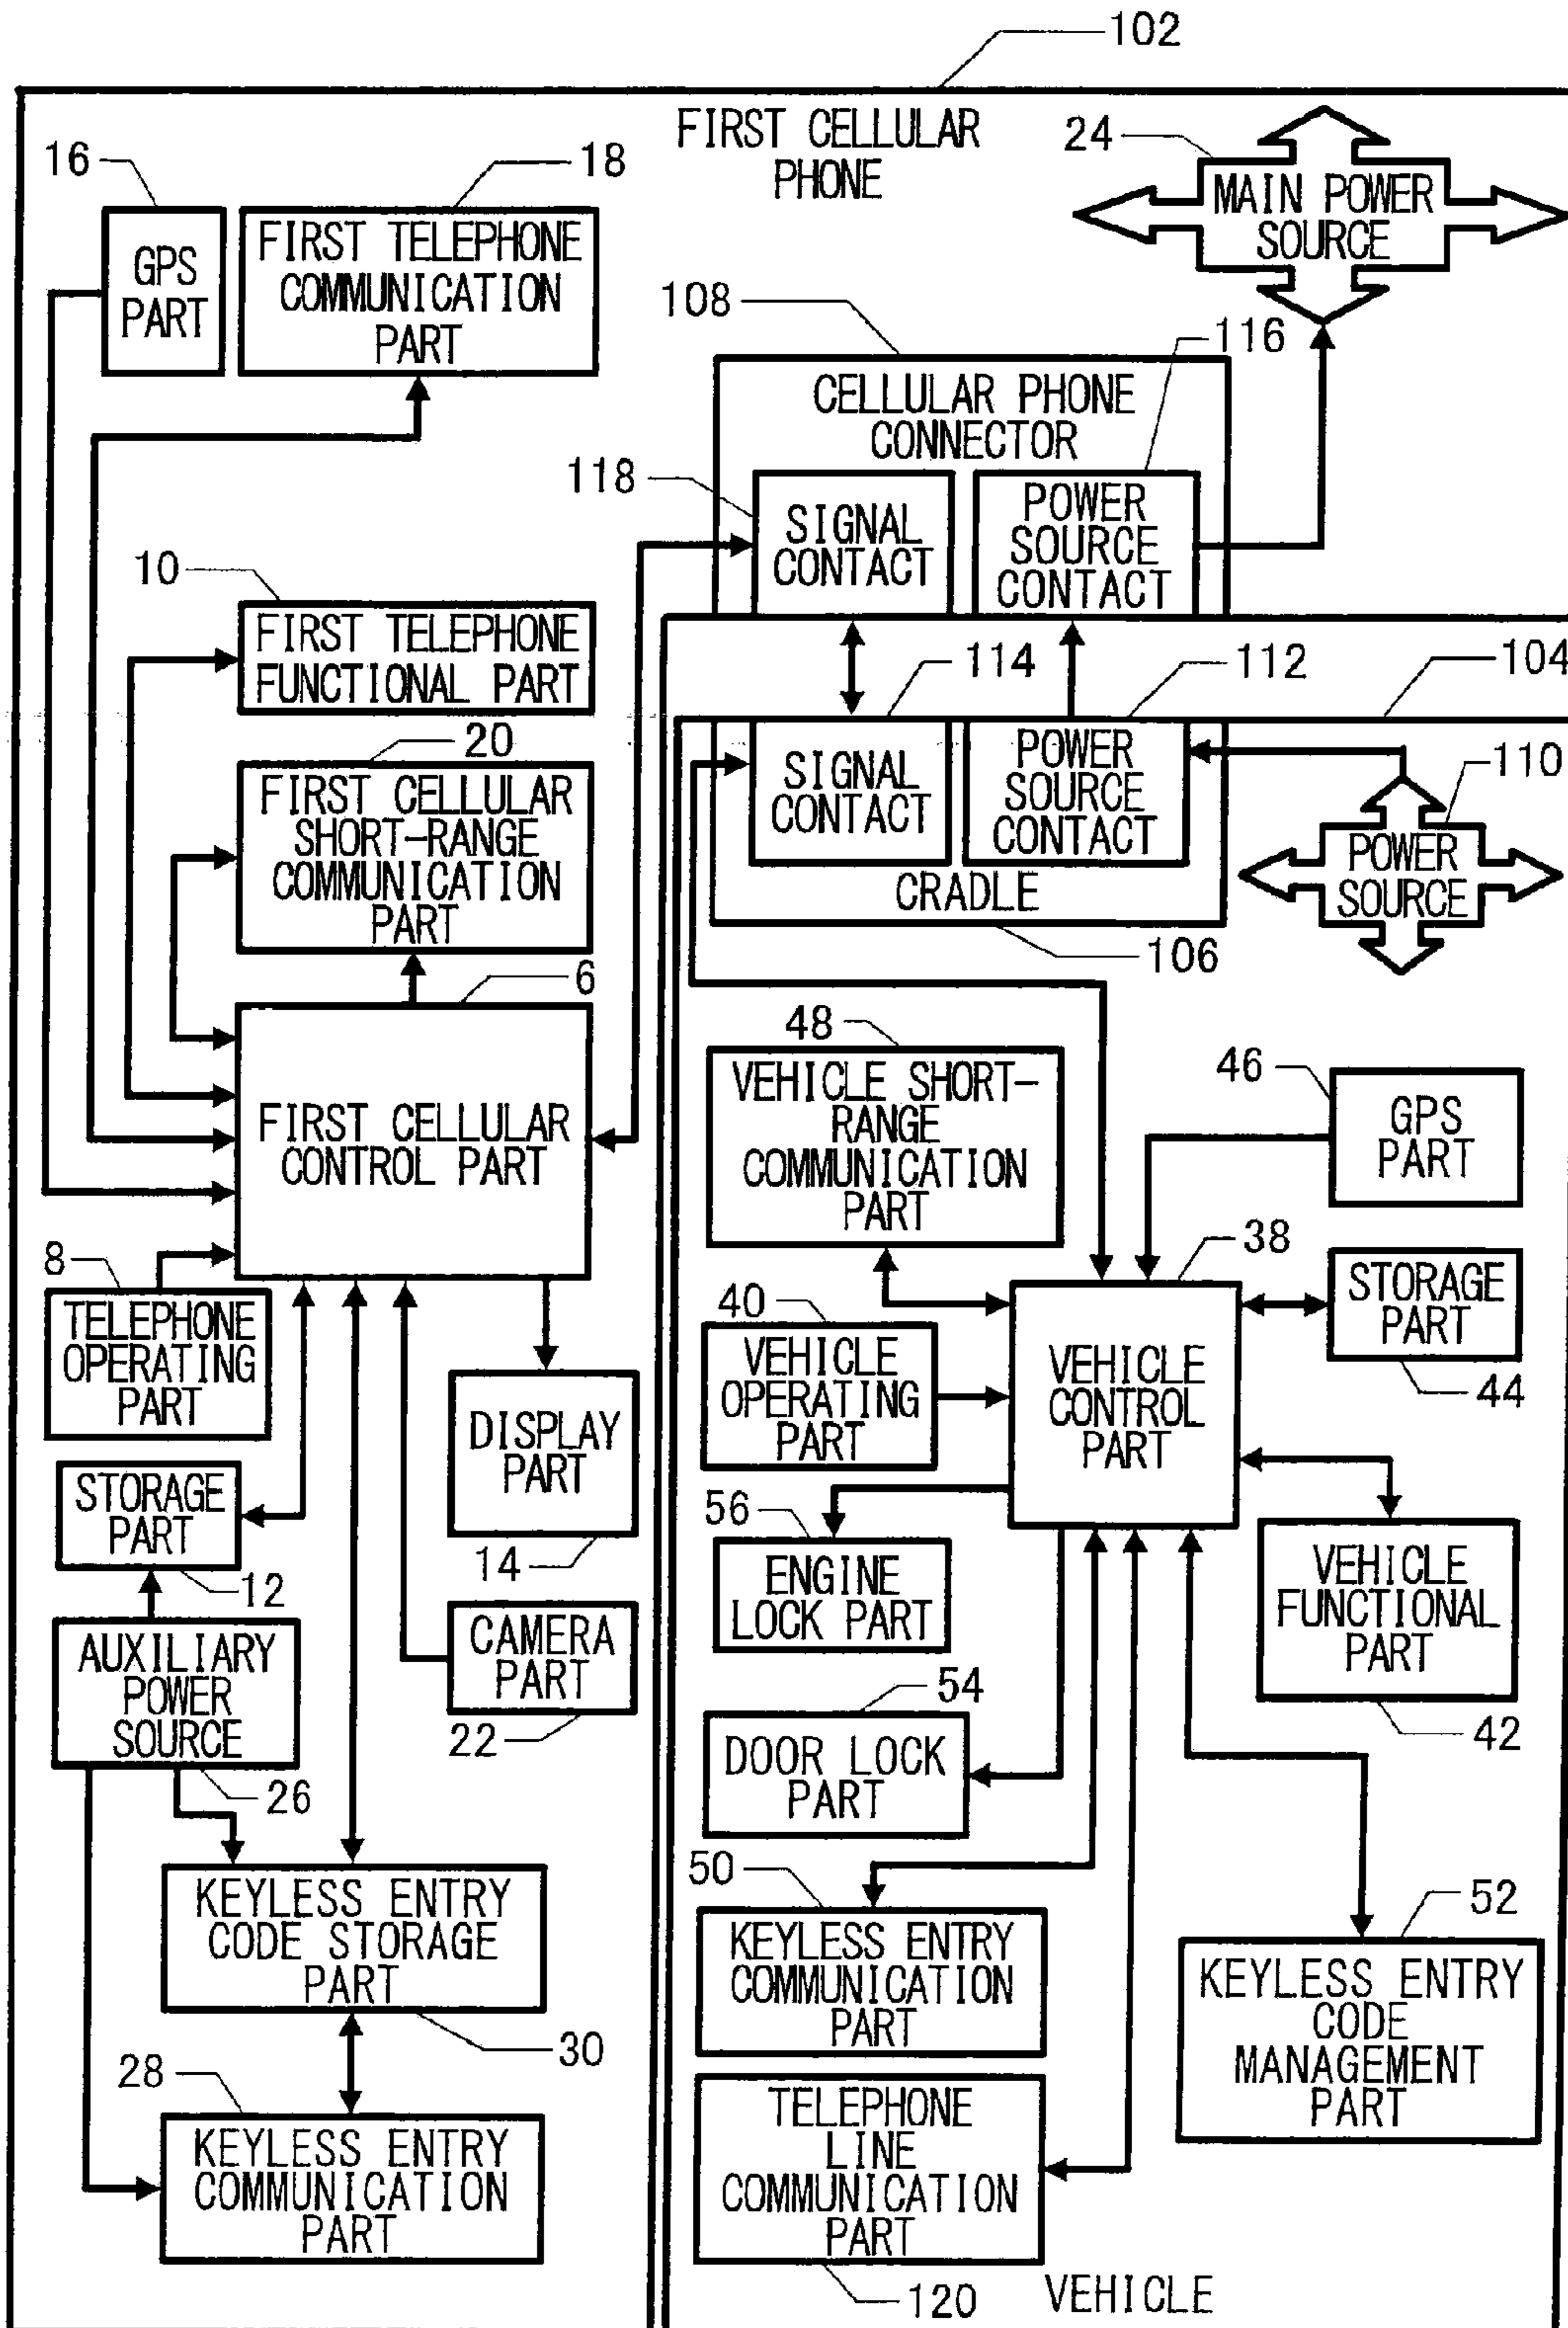 102
FIRST CELLULAR
PHONE
24
MAIN POWER
SOURCE
16
GPS
PART
18
FIRST TELEPHONE
COMMUNICATION
PART
108
116
CELLULAR PHONE
CONNECTOR
118
SIGNAL
CONTACT
POWER
SOURCE
CONTACT
10
FIRST TELEPHONE
FUNCTIONAL PART
114
112
104
20
FIRST CELLULAR
SHORT-RANGE
COMMUNICATION
PART
SIGNAL
CONTACT
POWER
SOURCE
CONTACT
110
POWER
SOURCE
CRADLE
106
6
FIRST CELLULAR
CONTROL PART
48
VEHICLE SHORT-
RANGE
COMMUNICATION
PART
46
GPS
PART
8
TELEPHONE
OPERATING
PART
38
VEHICLE
CONTROL
PART
STORAGE
PART
44
40
VEHICLE
OPERATING
PART
DISPLAY
PART
14
STORAGE
PART
12
56
ENGINE
LOCK PART
VEHICLE
FUNCTIONAL
PART
42
AUXILIARY
POWER
SOURCE
26
CAMERA
PART
22
54
DOOR LOCK
PART
KEYLESS ENTRY
CODE STORAGE
PART
30
50
KEYLESS ENTRY
COMMUNICATION
PART
52
KEYLESS ENTRY
CODE
MANAGEMENT
PART
28
KEYLESS ENTRY
COMMUNICATION
PART
TELEPHONE
LINE
COMMUNICATION
PART
120
VEHICLE